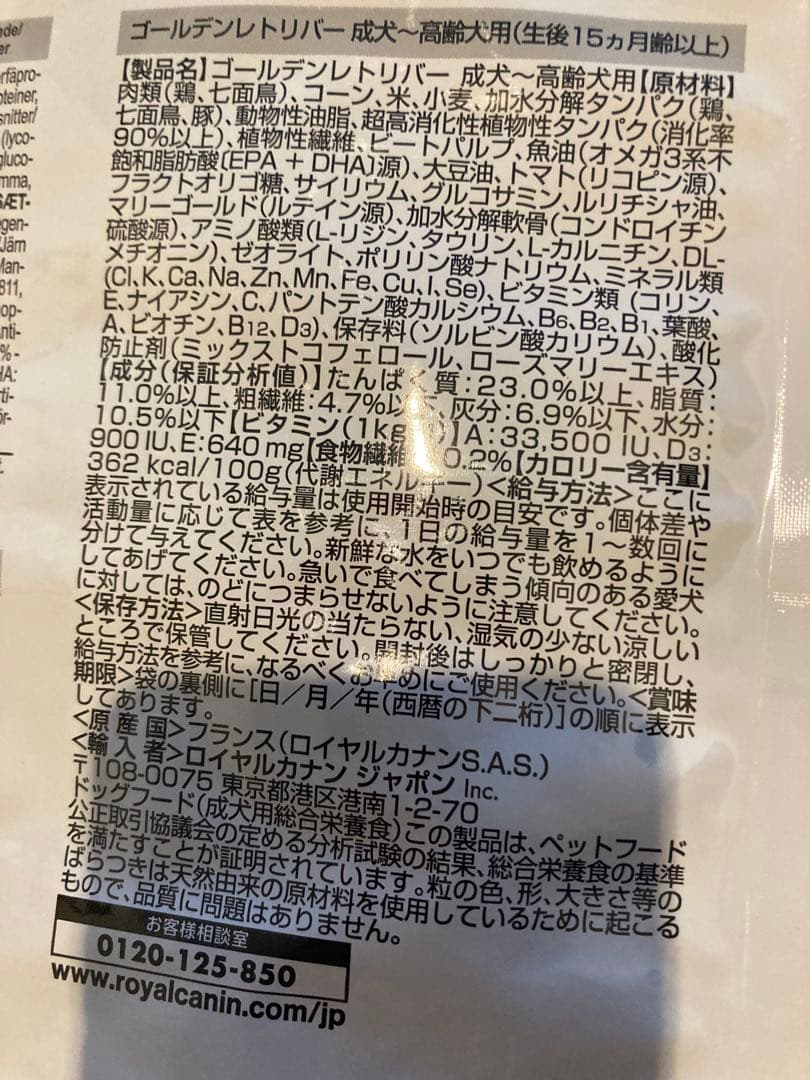 ede/
er
erfäpro-
oteiner,
snitter/
(lyco-
gluco-
mma,
SÆT-
egen-
/Järn
Man-
811,
op-
nti-
%-
HA:
rti-
ör-
ゴールデンレトリバー 成犬～高齢犬用(生後15ヵ月齢以上)
【製品名】ゴールデンレトリバー 成犬～高齢犬用【原材料】
肉類(鶏、七面鳥)、コーン、米、小麦、加水分解タンパク(鶏、
七面鳥、豚)、動物性油脂、超高消化性植物性タンパク(消化率
90%以上)、植物性繊維、ビートパルプ、魚油(オメガ3系不
飽和脂肪酸[EPA + DHA]源)、大豆油、トマト(リコピン源)、
フラクトオリゴ糖、サイリウム、グルコサミン、ルリチシャ油、
マリーゴールド(ルテイン源)、加水分解軟骨(コンドロイチン
硫酸源)、アミノ酸類(L-リジン、タウリン、L-カルニチン、DL-
メチオニン)、ゼオライト、ポリリン酸ナトリウム、ミネラル類
(Cl、K、Ca、Na、Zn、Mn、Fe、Cu、I、Se)、ビタミン類(コリン、
E、ナイアシン、C、パントテン酸カルシウム、B6、B2、B1、葉酸、
A、ビオチン、B12、D3)、保存料(ソルビン酸カリウム)、酸化
防止剤(ミックストコフェロール、ローズマリーエキス)
【成分(保証分析値)】たんぱく質:23.0%以上、脂質:
11.0%以上、粗繊維:4.7%以下、灰分:6.9%以下、水分:
10.5%以下【ビタミン(1kg中)】A:33,500 IU、D3:
900 IU、E:640 mg【食物繊維】 0.2%【カロリー含有量】
362 kcal/100g(代謝エネルギー)<給与方法>ここに
表示されている給与量は使用開始時の目安です。個体差や
活動量に応じて表を参考に、1日の給与量を1～数回に
分けて与えてください。新鮮な水をいつでも飲めるように
してあげてください。急いで食べてしまう傾向のある愛犬
に対しては、のどにつまらせないように注意してください。
<保存方法>直射日光の当たらない、湿気の少ない涼しい
ところで保管してください。開封後はしっかりと密閉し、
給与方法を参考に、なるべくお早めにご使用ください。<賞味
期限>袋の裏側に[日／月／年(西暦の下二桁)]の順に表示
してあります。
<原 産 国>フランス(ロイヤルカナンS.A.S.)
<輸 入 者>ロイヤルカナン ジャポン Inc.
〒108-0075 東京都港区港南1-2-70
ドッグフード(成犬用総合栄養食)この製品は、ペットフード
公正取引協議会の定める分析試験の結果、総合栄養食の基準
を満たすことが証明されています。粒の色、形、大きさ等の
ばらつきは天然由来の原材料を使用しているために起こる
もので、品質に問題はありません。
お客様相談室
0120-125-850
www.royalcanin.com/jp